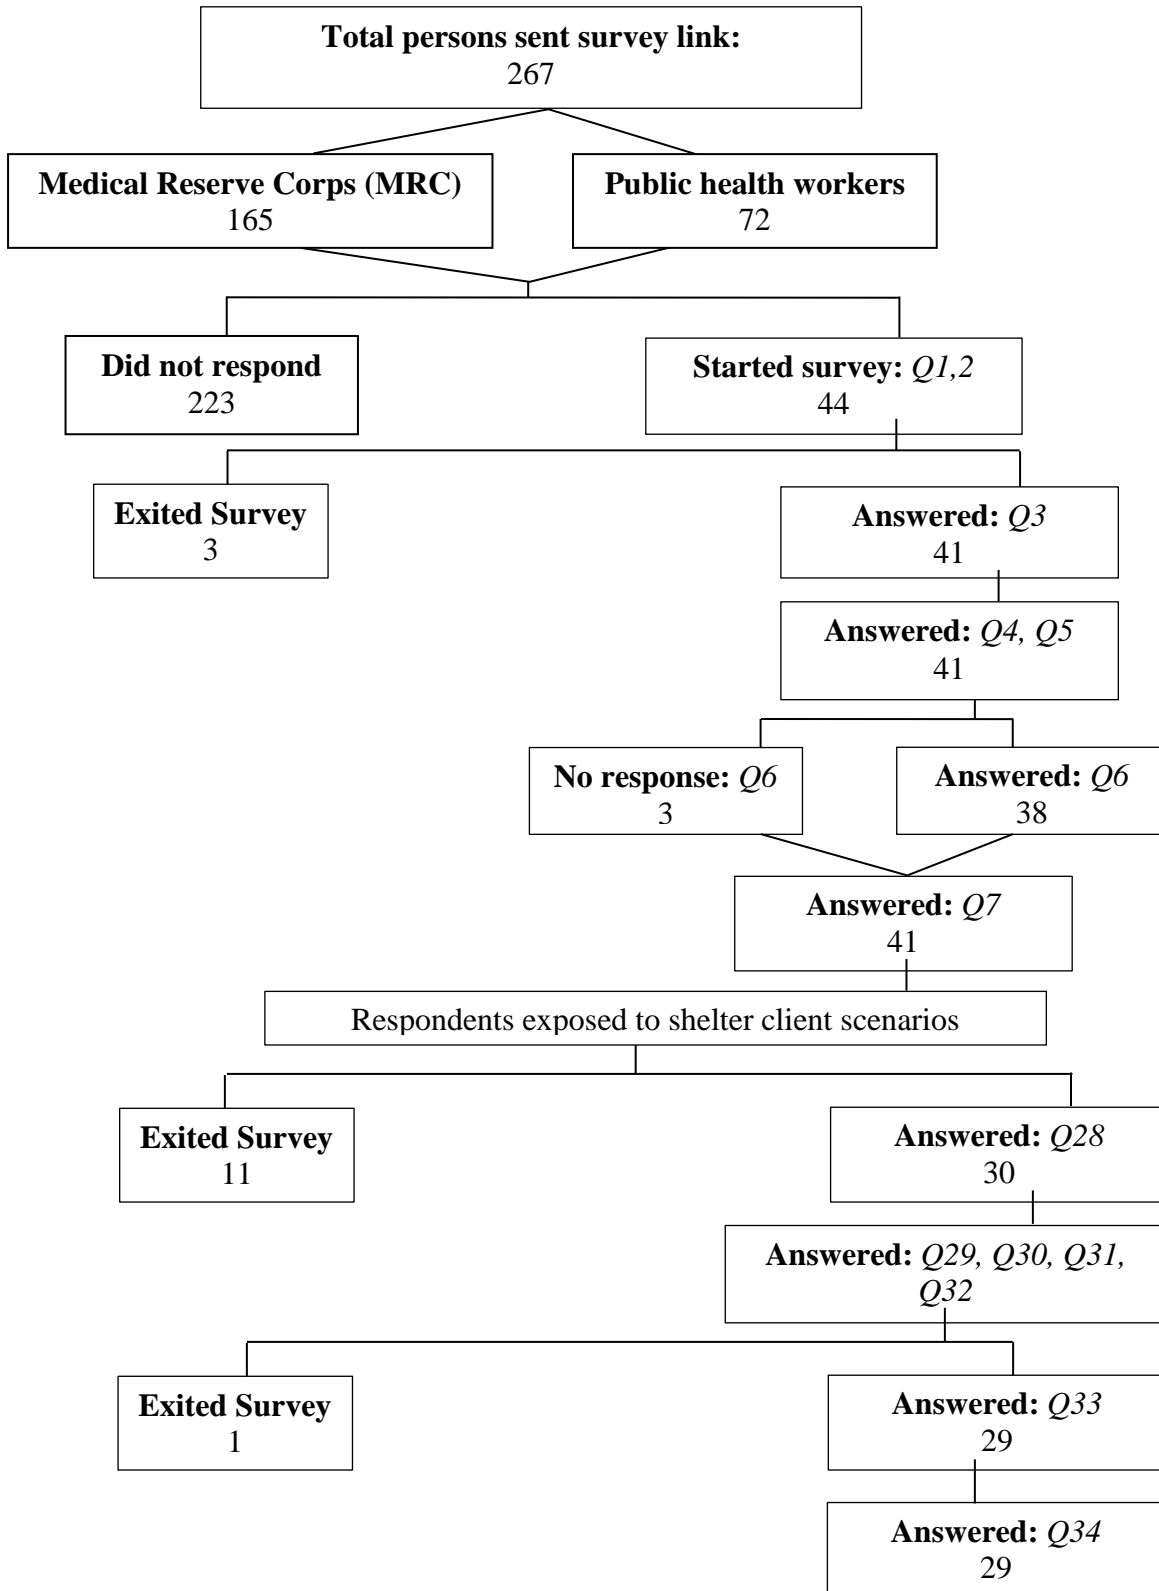 Total persons sent survey link:
267
Medical Reserve Corps (MRC)
165
Public health workers
72
Did not respond
223
Started survey: Q1,2
44
Exited Survey
3
Answered: Q3
41
Answered: Q4, Q5
41
No response: Q6
3
Answered: Q6
38
Answered: Q7
41
Respondents exposed to shelter client scenarios
Exited Survey
11
Answered: Q28
30
Answered: Q29, Q30, Q31,
Q32
Exited Survey
1
Answered: Q33
29
Answered: Q34
29